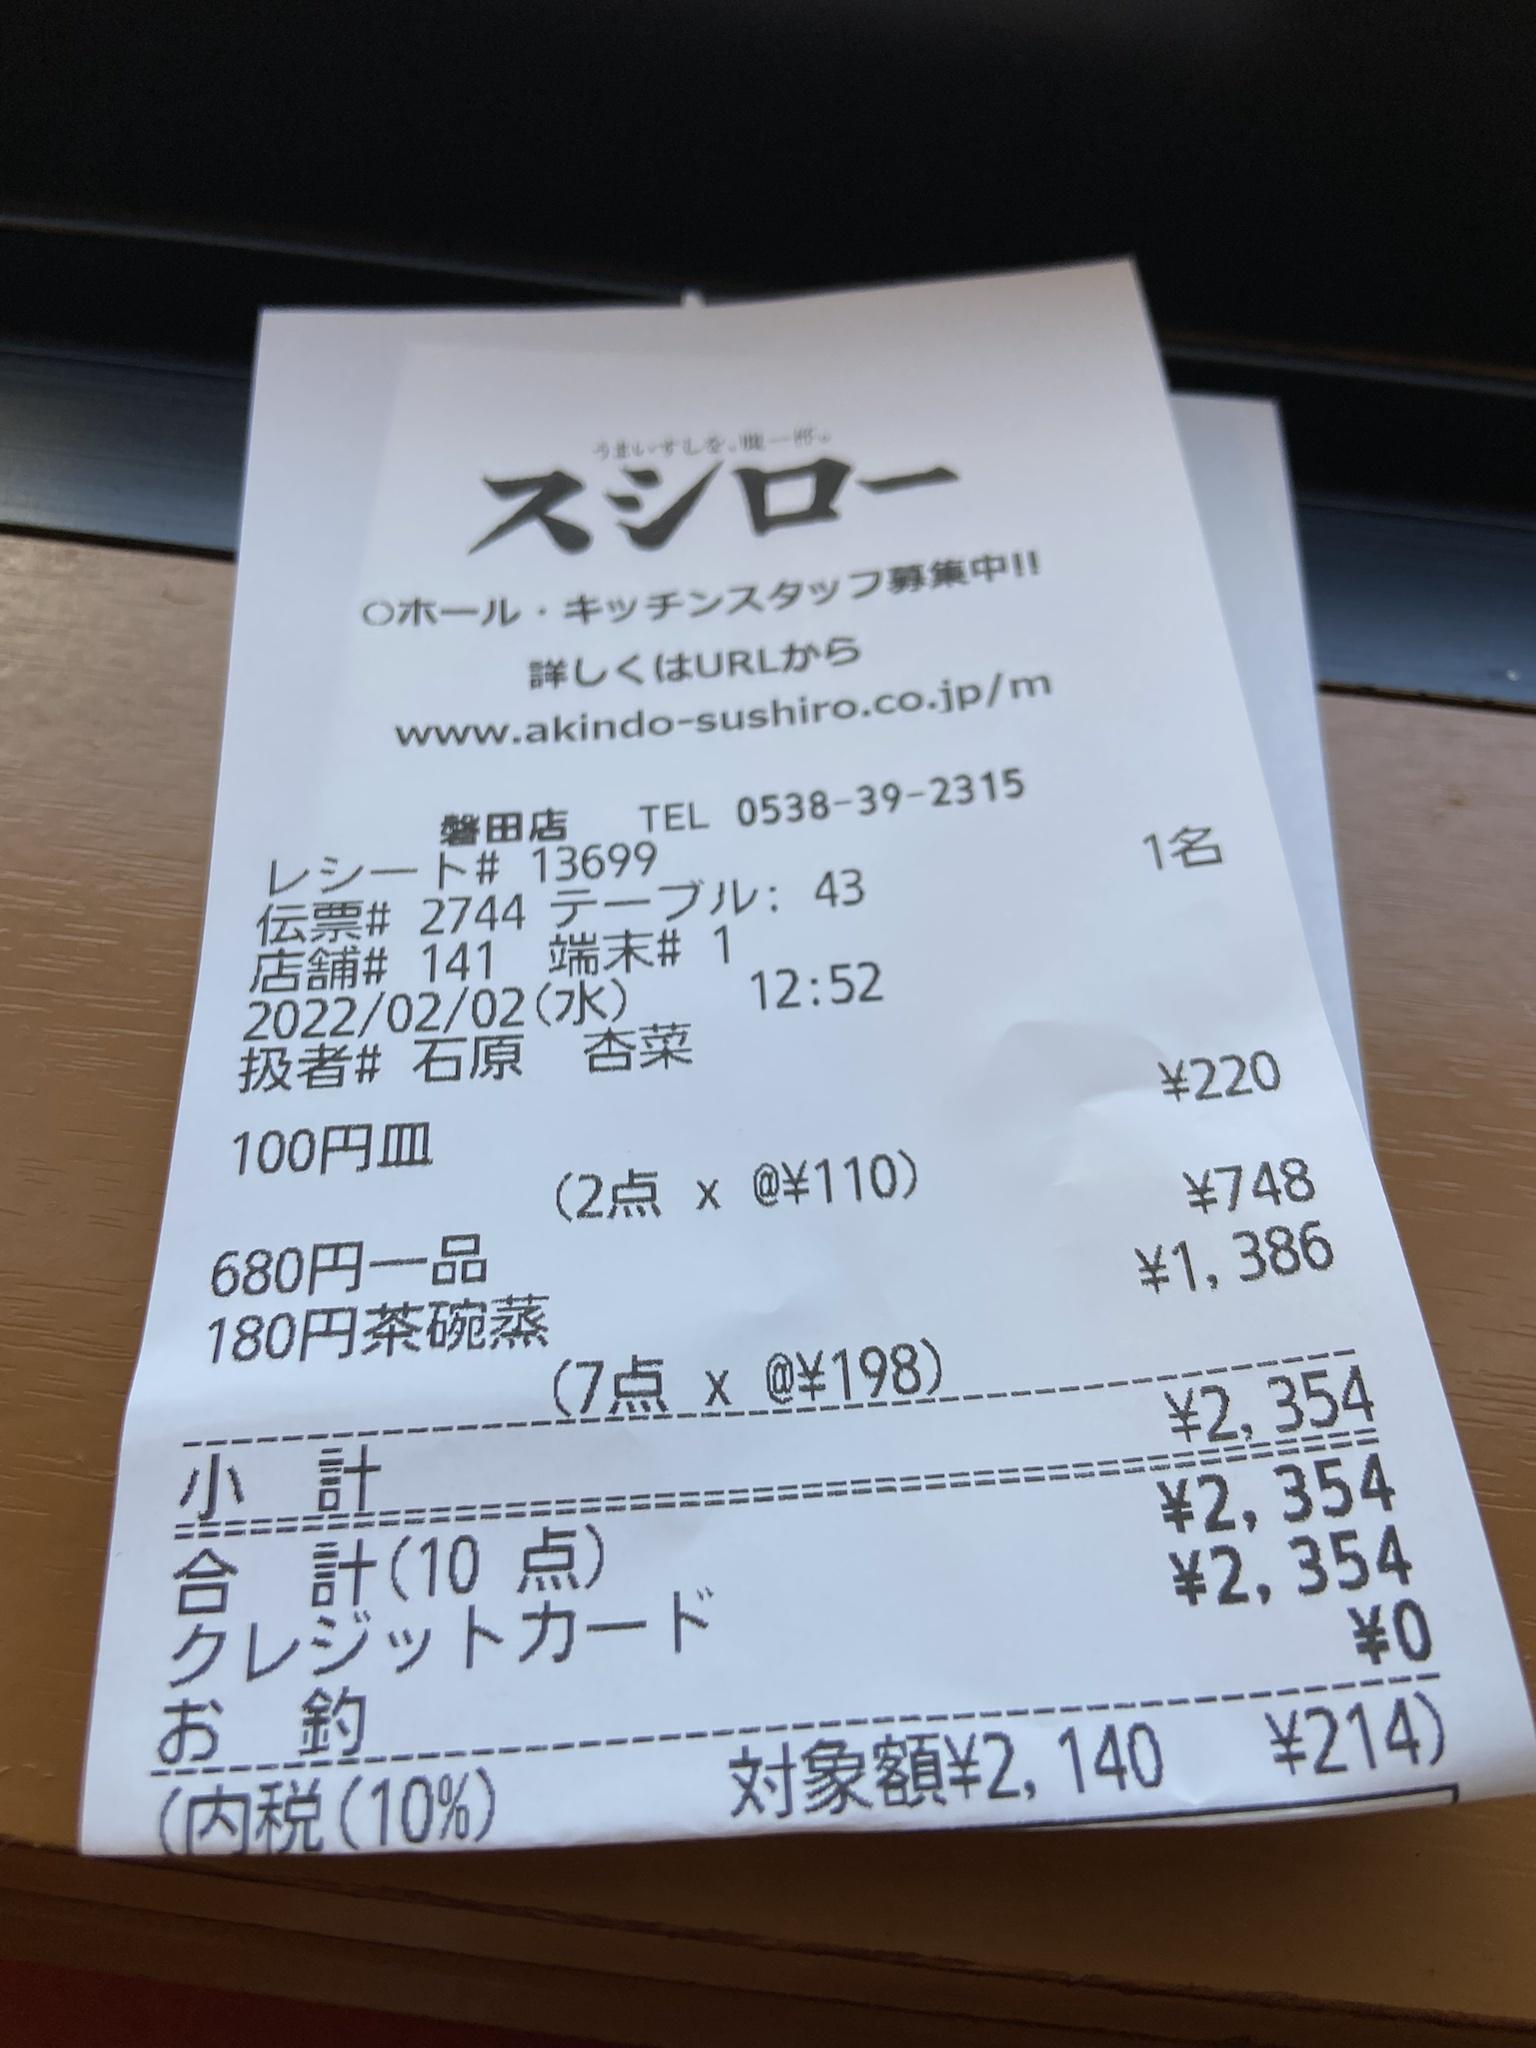 うまいすしを、腹一杯。
スシロー
○ホール・キッチンスタッフ募集中!!
詳しくはURLから
www.akindo-sushiro.co.jp/m
磐田店 TEL 0538-39-2315
レシート# 13699 1名
伝票# 2744 テーブル: 43
店舗# 141 端末# 1
2022/02/02(水) 12:52
扱者# 石原 杏菜
100円皿 ¥220
(2点 x @¥110)
680円一品 ¥748
180円茶碗蒸 ¥1,386
(7点 x @¥198)
小 計 ¥2,354
合 計(10 点) ¥2,354
クレジットカード ¥2,354
お 釣 ¥0
(内税(10%) 対象額¥2,140 ¥214)